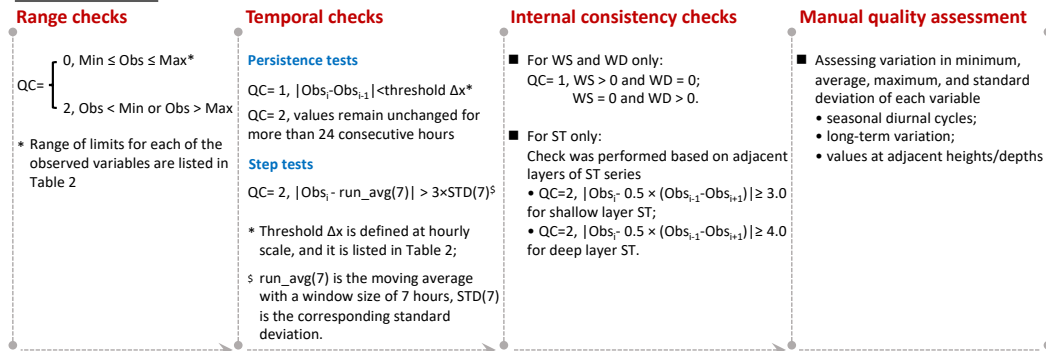 Range checks
QC=
0, Min ≤ Obs ≤ Max*
2, Obs < Min or Obs > Max
* Range of limits for each of the
observed variables are listed in
Table 2
Temporal checks
Persistence tests
QC= 1, |Obsi-Obsi-1|<threshold Δx*
QC= 2, values remain unchanged for
more than 24 consecutive hours
Step tests
QC= 2, |Obsi - run_avg(7)| > 3×STD(7)$
* Threshold Δx is defined at hourly
scale, and it is listed in Table 2;
$ run_avg(7) is the moving average
with a window size of 7 hours, STD(7)
is the corresponding standard
deviation.
Internal consistency checks
■ For WS and WD only:
QC= 1, WS > 0 and WD = 0;
WS = 0 and WD > 0.
■ For ST only:
Check was performed based on adjacent
layers of ST series
• QC=2, |Obsi- 0.5 × (Obsi-1-Obsi+1)|≥ 3.0
for shallow layer ST;
• QC=2, |Obsi- 0.5 × (Obsi-1-Obsi+1)|≥ 4.0
for deep layer ST.
Manual quality assessment
■ Assessing variation in minimum,
average, maximum, and standard
deviation of each variable
• seasonal diurnal cycles;
• long-term variation;
• values at adjacent heights/depths